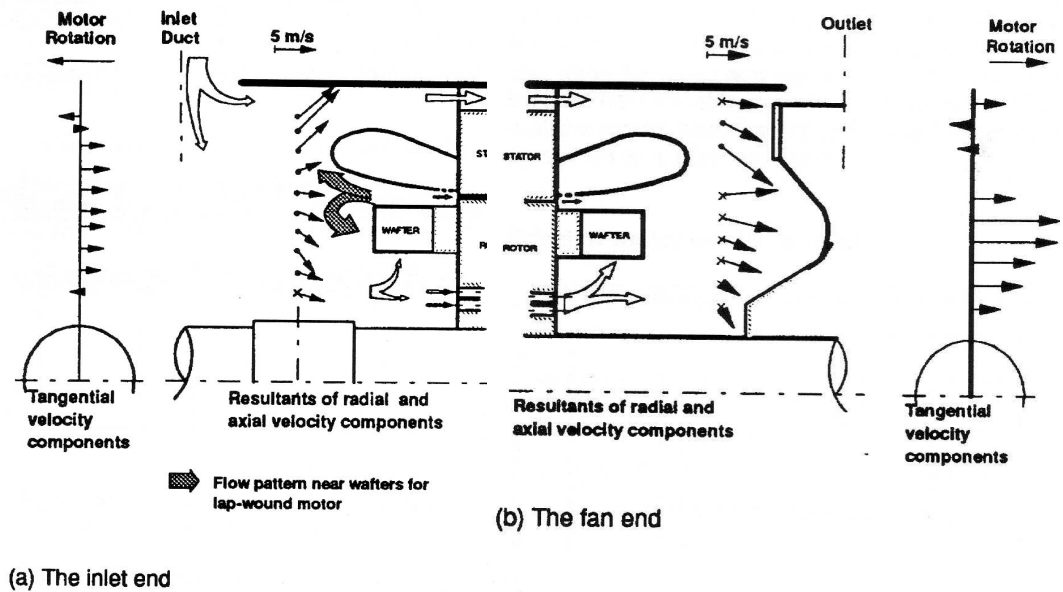 Motor
Rotation
Inlet
Duct
5 m/s
STATOR
WAFTER
Tangential
velocity
components
Resultants of radial and
axial velocity components
Flow pattern near wafters for
lap-wound motor
(a) The inlet end
5 m/s
Outlet
Motor
Rotation
STATOR
ROTOR
WAFTER
Resultants of radial and
axial velocity components
Tangential
velocity
components
(b) The fan end